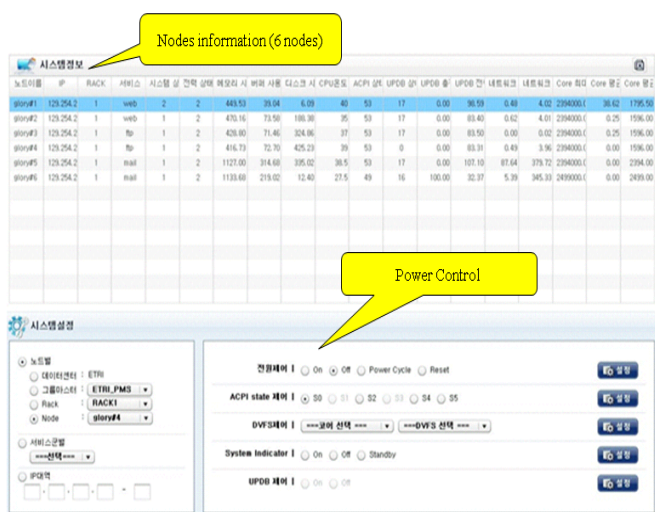 Nodes information (6 nodes)
시스템정보
노드이름 IP RACK 서비스 시스템 상 전력 상태 메모리 사 버퍼 사용 디스크 사 CPU온도 ACPI 상태 UPDB 상 UPDB 출 UPDB 전 네트워크 네트워크 Core 최대 Core 평균 Core 평균
glory#1 129.254.2 1 web 2 2 449.53 39.04 6.09 40 53 17 0.00 98.59 0.48 4.02 2394000.0 38.62 1795.50
glory#2 129.254.2 1 web 1 2 470.16 73.50 188.38 35 53 17 0.00 83.40 0.62 4.01 2394000.0 0.25 1596.00
glory#3 129.254.2 1 ftp 1 2 428.80 71.46 324.86 37 53 17 0.00 83.50 0.00 0.02 2394000.0 0.25 1596.00
glory#4 129.254.2 1 ftp 1 2 416.73 72.70 425.23 39 53 0 0.00 83.31 0.49 3.96 2394000.0 0.00 1596.00
glory#5 129.254.2 1 mail 1 2 1127.00 314.68 335.02 38.5 53 17 0.00 107.10 87.64 379.72 2394000.0 0.00 2394.00
glory#6 129.254.2 1 mail 1 2 1133.68 219.02 12.40 27.5 49 16 100.00 32.37 5.39 345.33 2499000.0 0.00 2499.00
Power Control
시스템설정
노드별
데이터센터 : ETRI
그룹마스터 : ETRI_PMS
Rack : RACK1
Node : glory#4
서비스군별
===선택===
IP대역
전원제어 | On Off Power Cycle Reset 설정
ACPI state 제어 | S0 S1 S2 S3 S4 S5 설정
DVFS제어 | ===코어 선택 === ===DVFS 선택 === 설정
System Indicator | On Off Standby 설정
UPDB 제어 | On Off 설정